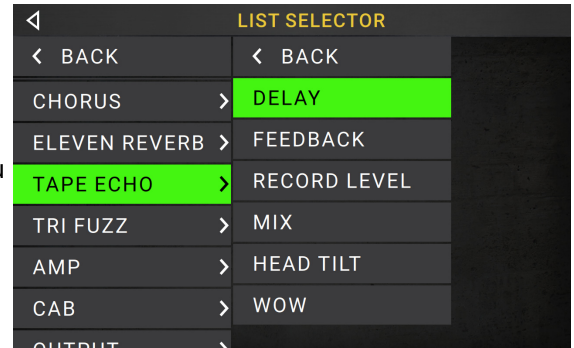 LIST SELECTOR
BACK
CHORUS
ELEVEN REVERB
TAPE ECHO
TRI FUZZ
AMP
CAB
OUTPUT
BACK
DELAY
FEEDBACK
RECORD LEVEL
MIX
HEAD TILT
WOW